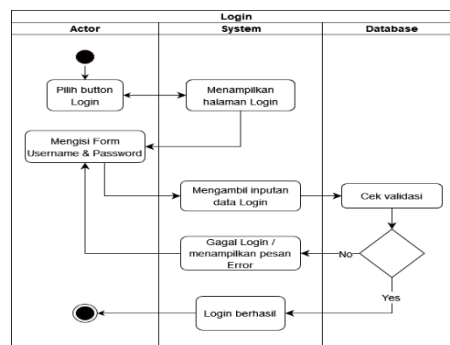 Login
Actor
System
Database
Pilih button
Login
Menampilkan
halaman Login
Mengisi Form
Username & Password
Mengambil inputan
data Login
Cek validasi
Gagal Login /
menampilkan pesan
Error
No
Yes
Login berhasil